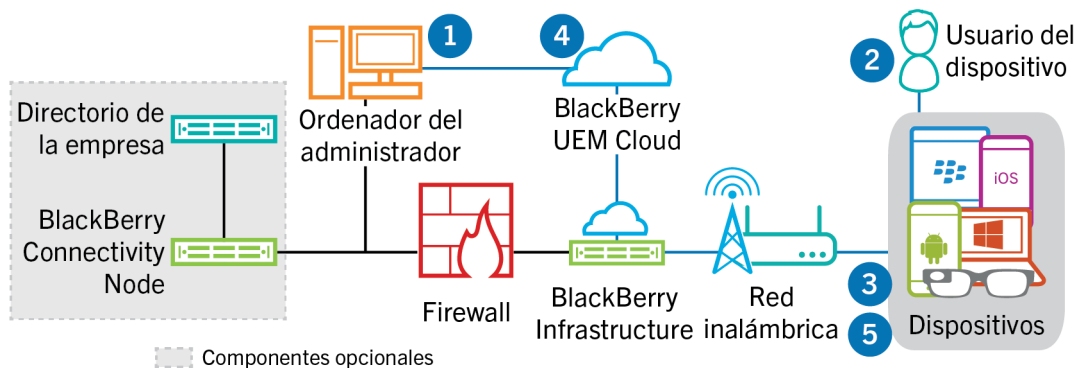 1
4
2
Usuario del
dispositivo
Directorio de
la empresa
Ordenador del
administrador
BlackBerry
UEM Cloud
iOS
BlackBerry
Connectivity
Node
Firewall
BlackBerry
Infrastructure
Red
inalámbrica
3
5
Dispositivos
Componentes opcionales